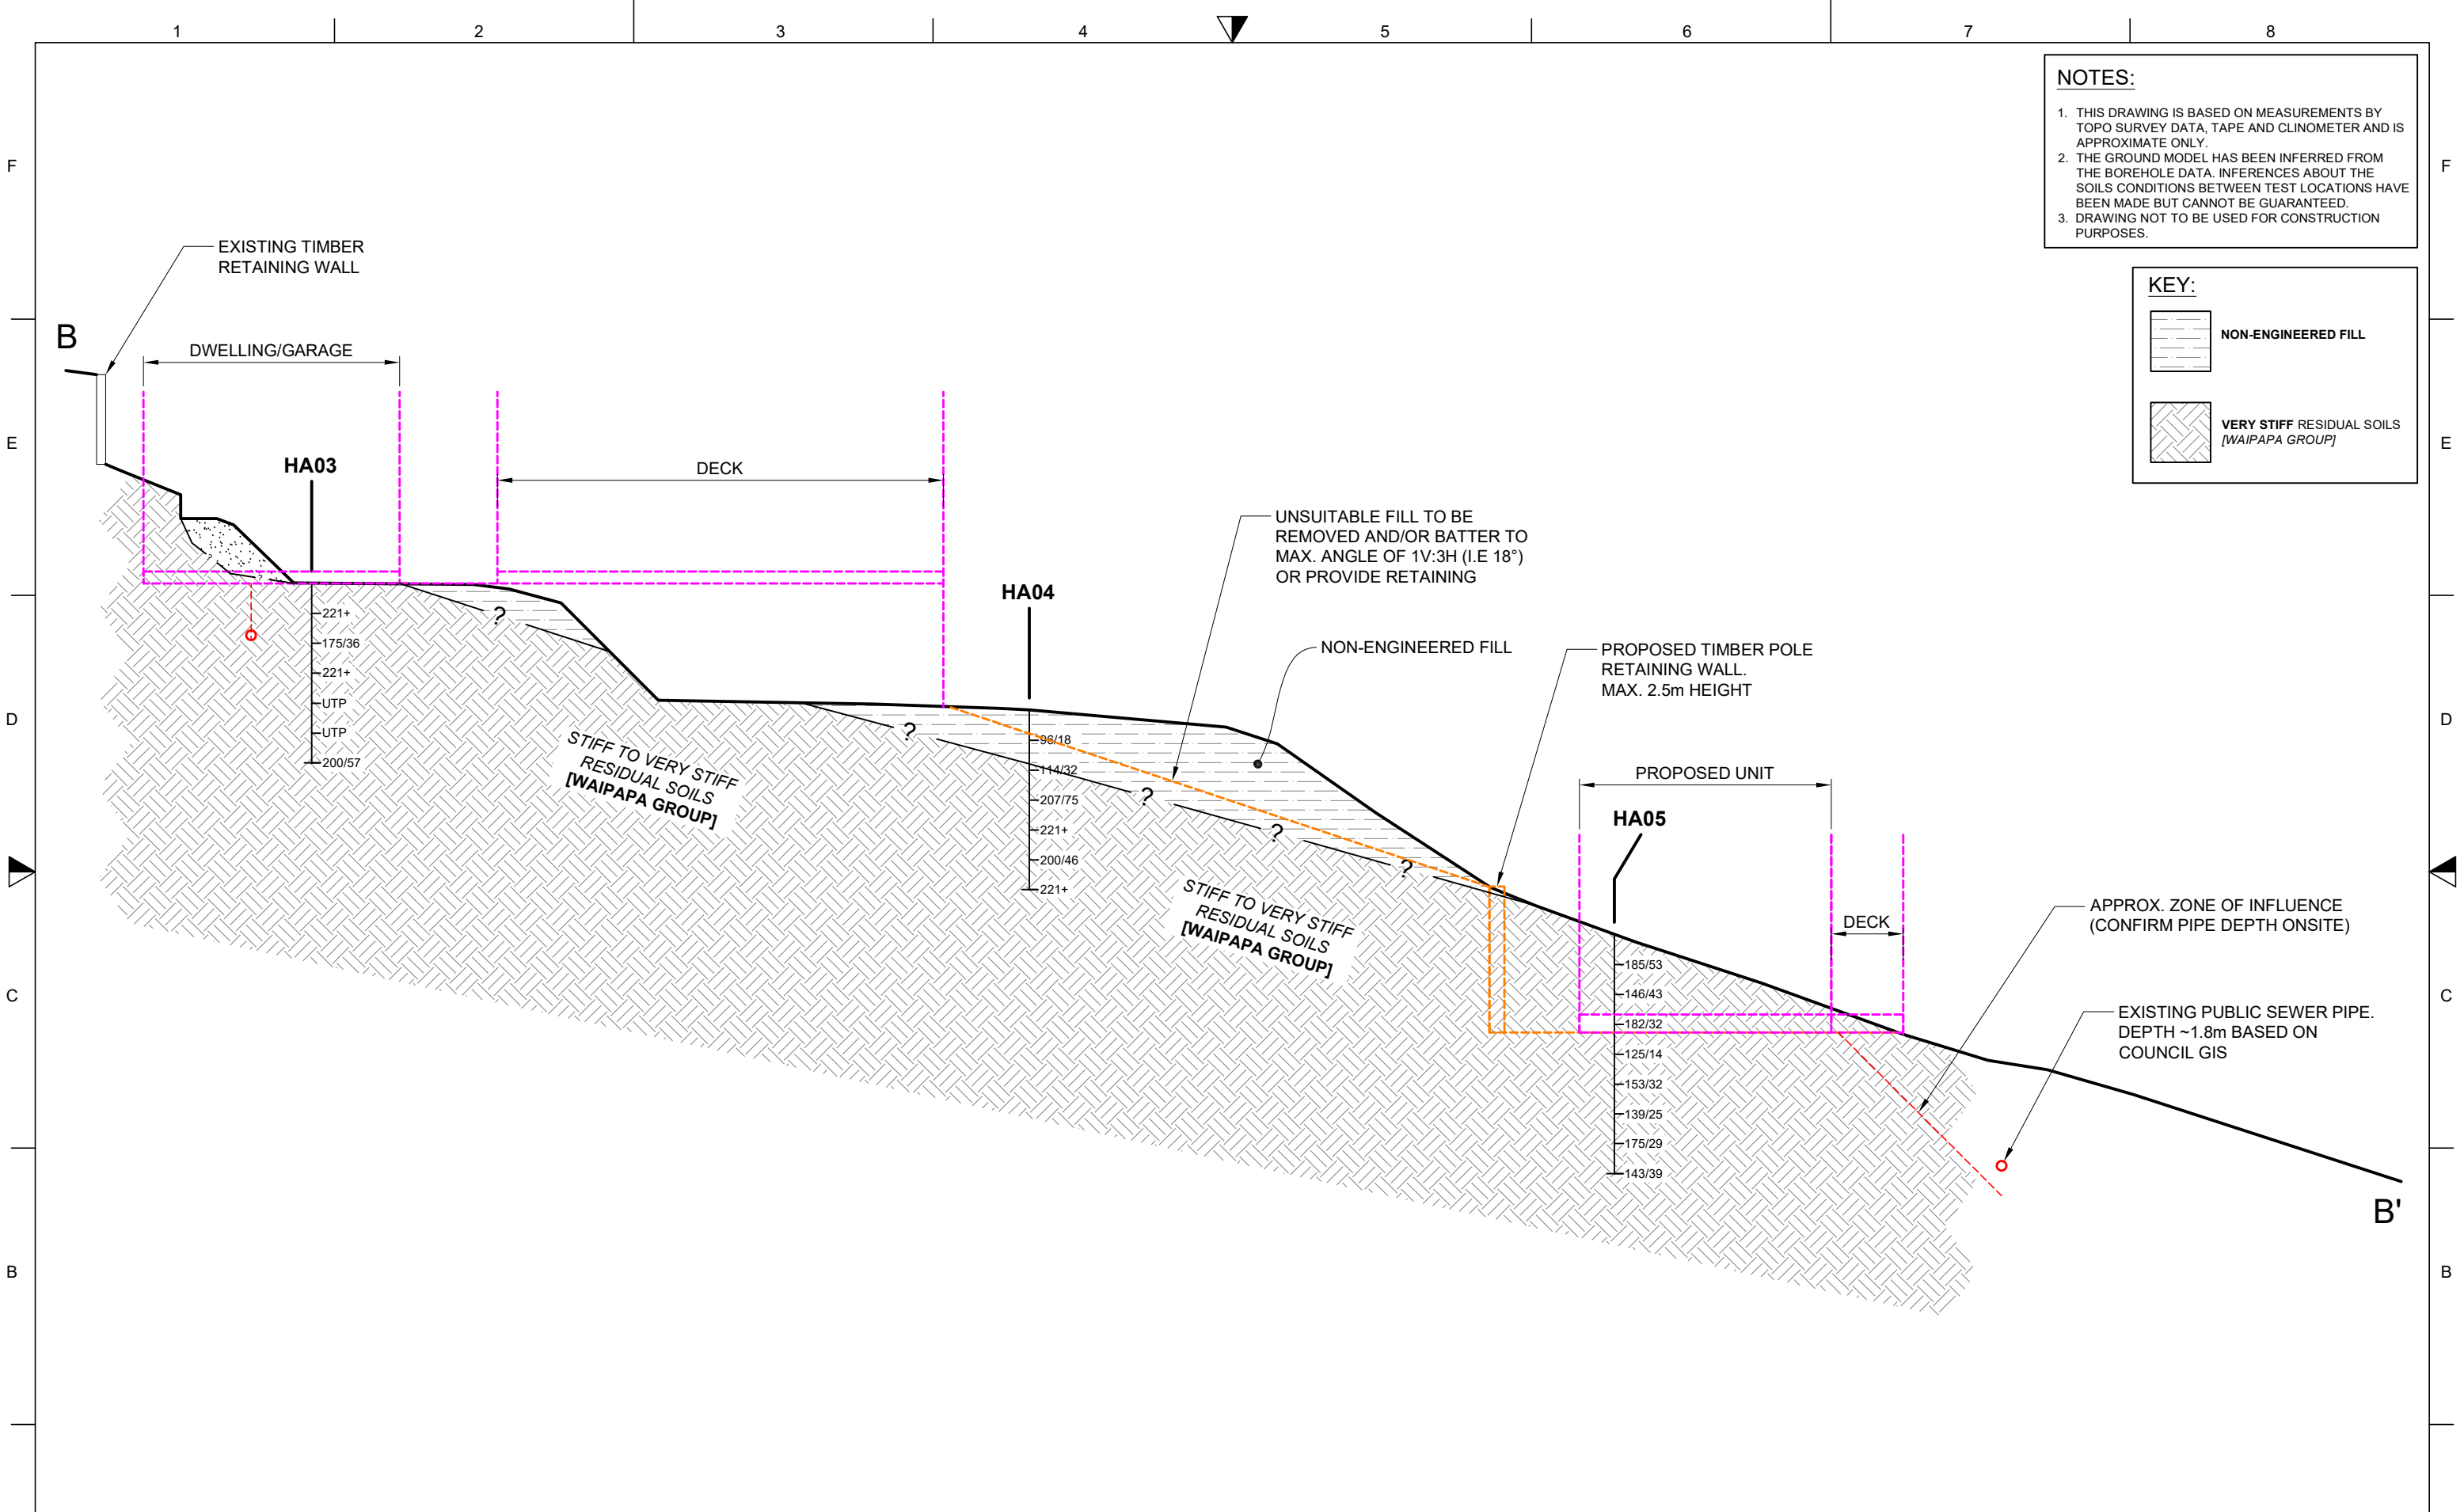 1 2 3 4 5 6 7 8
NOTES:
1. THIS DRAWING IS BASED ON MEASUREMENTS BY
TOPO SURVEY DATA, TAPE AND CLINOMETER AND IS
APPROXIMATE ONLY.
2. THE GROUND MODEL HAS BEEN INFERRED FROM
THE BOREHOLE DATA. INFERENCES ABOUT THE
SOILS CONDITIONS BETWEEN TEST LOCATIONS HAVE
BEEN MADE BUT CANNOT BE GUARANTEED.
3. DRAWING NOT TO BE USED FOR CONSTRUCTION
PURPOSES.
F F
KEY:
NON-ENGINEERED FILL
VERY STIFF RESIDUAL SOILS
[WAIPAPA GROUP]
EXISTING TIMBER
RETAINING WALL
B
DWELLING/GARAGE
E E
HA03
DECK
221+
175/36
221+
UTP
UTP
200/57
?
UNSUITABLE FILL TO BE
REMOVED AND/OR BATTER TO
MAX. ANGLE OF 1V:3H (I.E 18°)
OR PROVIDE RETAINING
HA04
NON-ENGINEERED FILL
PROPOSED TIMBER POLE
RETAINING WALL.
MAX. 2.5m HEIGHT
D D
STIFF TO VERY STIFF
RESIDUAL SOILS
[WAIPAPA GROUP]
?
96/18
114/32
207/75
221+
200/46
221+
?
?
?
PROPOSED UNIT
HA05
STIFF TO VERY STIFF
RESIDUAL SOILS
[WAIPAPA GROUP]
DECK
APPROX. ZONE OF INFLUENCE
(CONFIRM PIPE DEPTH ONSITE)
185/53
146/43
182/32
125/14
153/32
139/25
175/29
143/39
C C
EXISTING PUBLIC SEWER PIPE.
DEPTH ~1.8m BASED ON
COUNCIL GIS
B'
B B